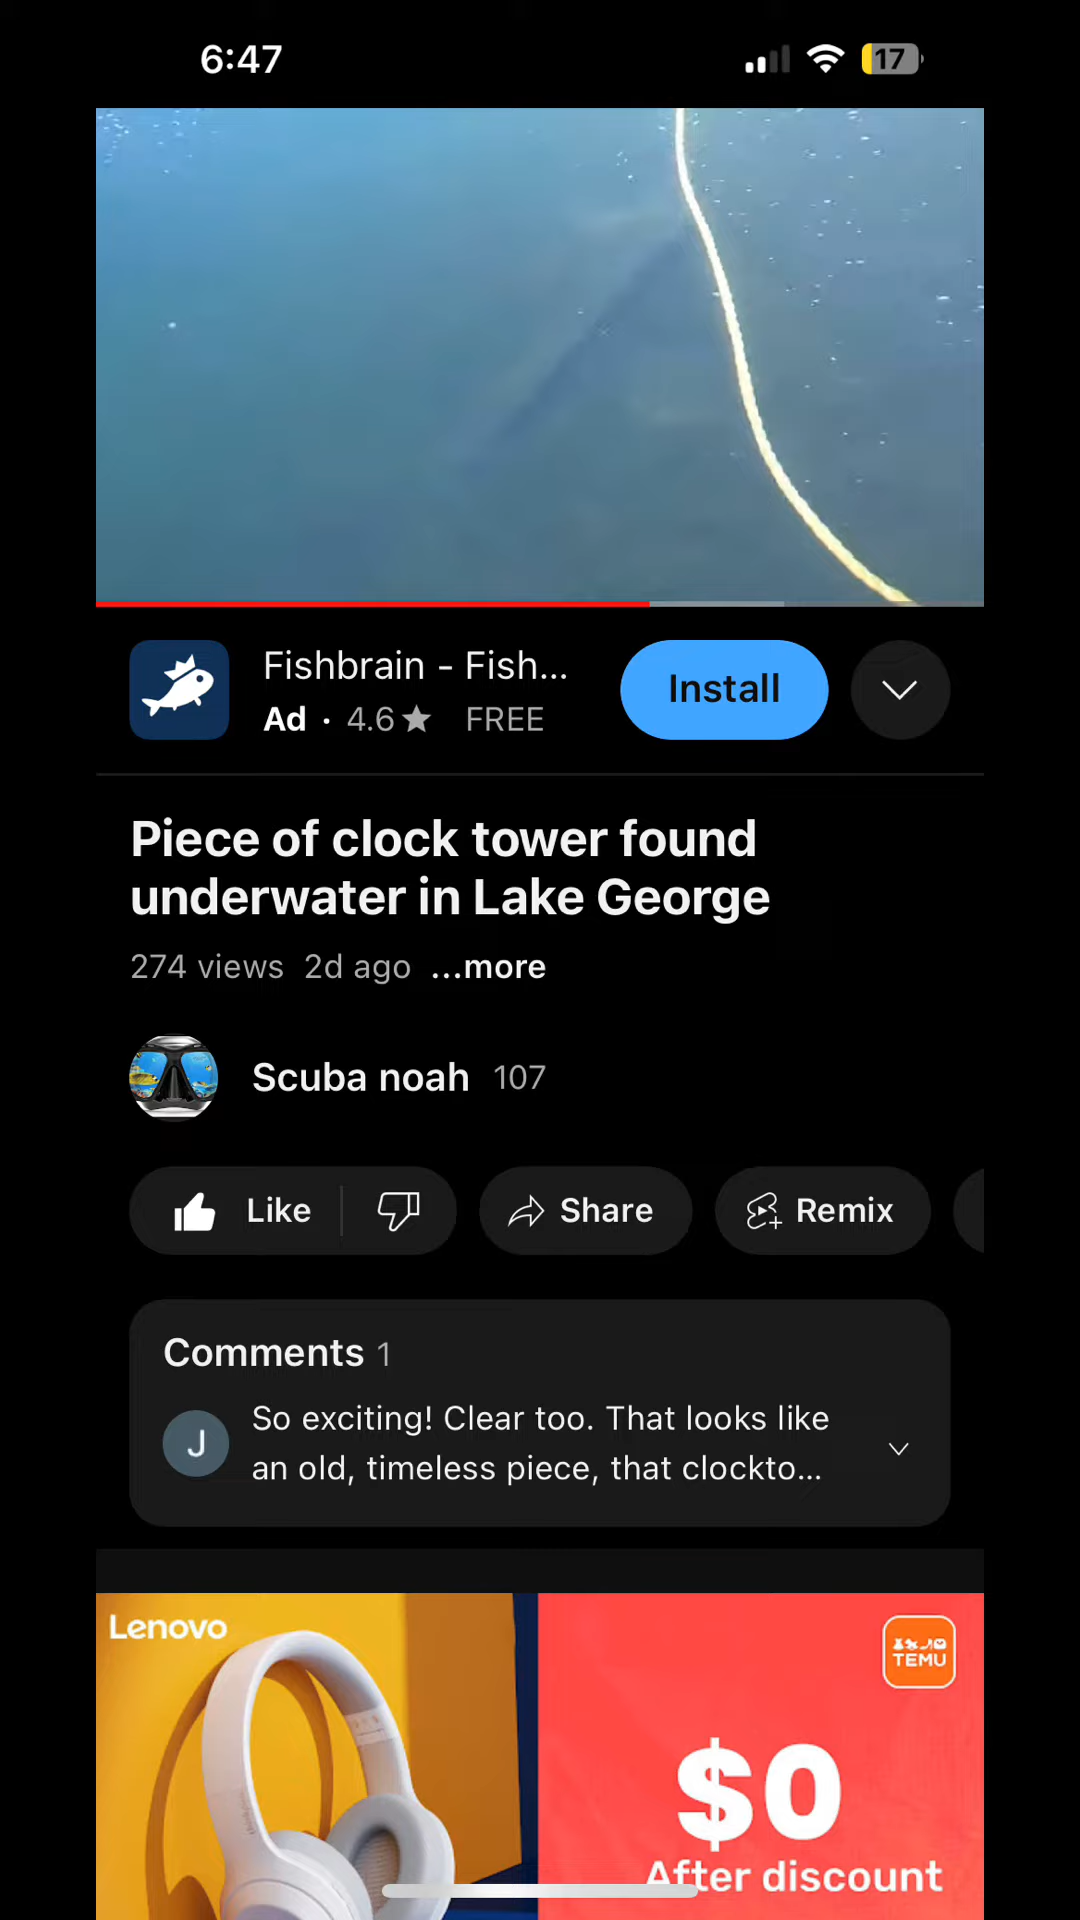 6:47
17
Fishbrain - Fish...
Install
Ad · 4.6★ FREE
Piece of clock tower found
underwater in Lake George
274 views 2d ago ...more
Scuba noah 107
Like
Share
Remix
Comments 1
J
So exciting! Clear too. That looks like
an old, timeless piece, that clockto...
Lenovo
TEMU
$0
After discount